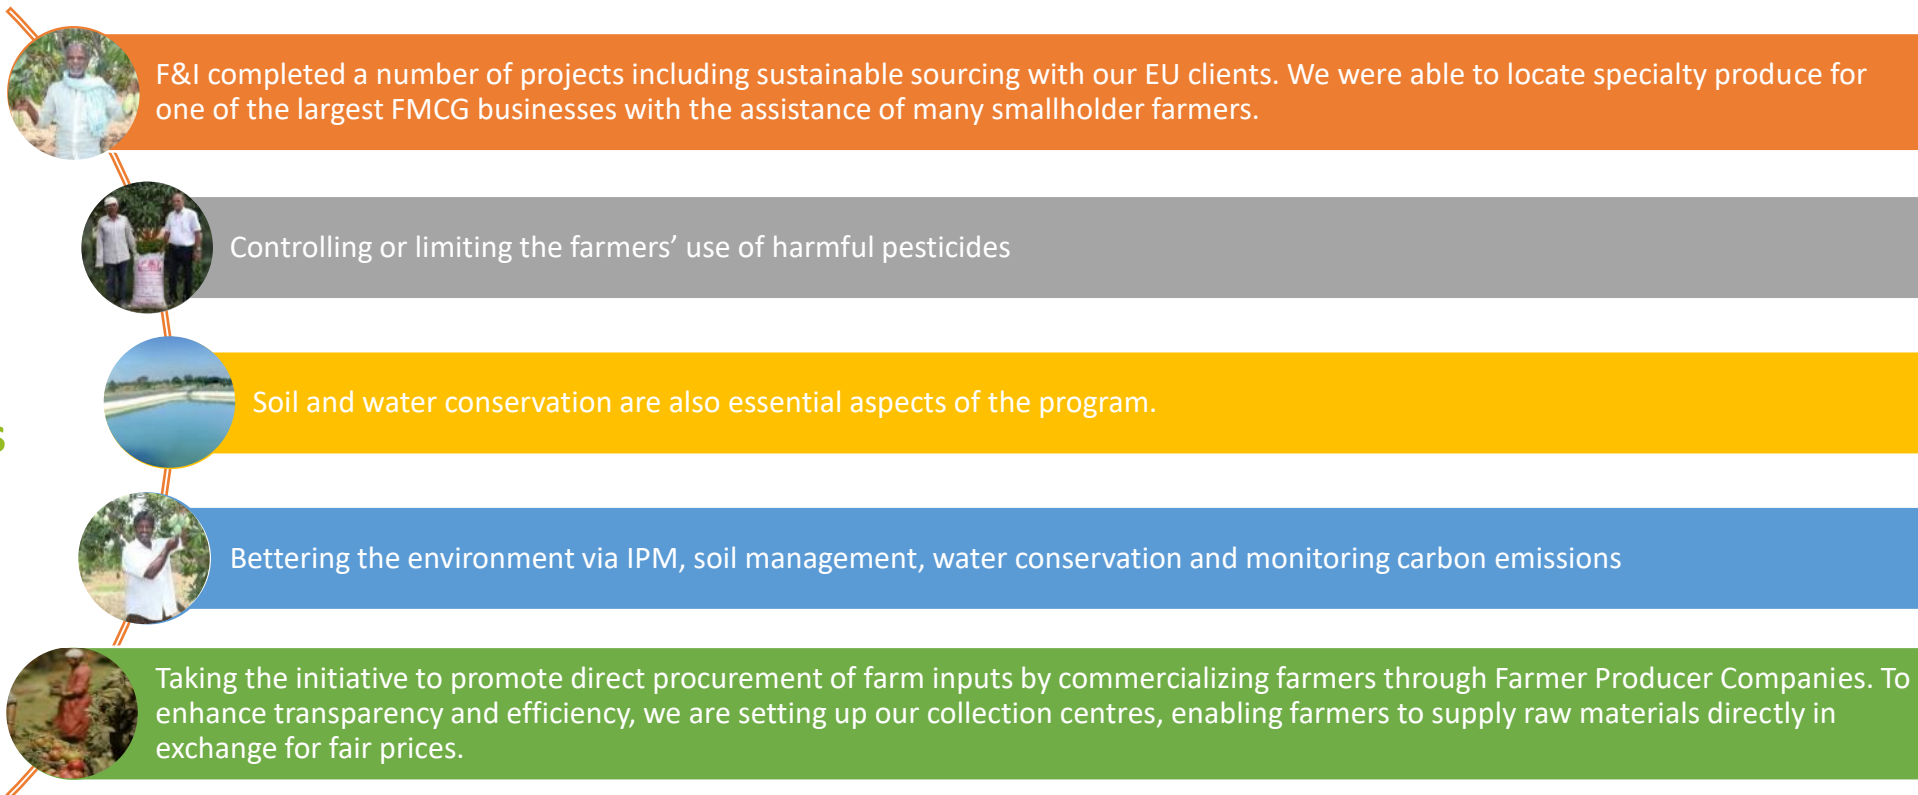 F&I completed a number of projects including sustainable sourcing with our EU clients. We were able to locate specialty produce for
one of the largest FMCG businesses with the assistance of many smallholder farmers.
Controlling or limiting the farmers’ use of harmful pesticides
Soil and water conservation are also essential aspects of the program.
s
Bettering the environment via IPM, soil management, water conservation and monitoring carbon emissions
Taking the initiative to promote direct procurement of farm inputs by commercializing farmers through Farmer Producer Companies. To
enhance transparency and efficiency, we are setting up our collection centres, enabling farmers to supply raw materials directly in
exchange for fair prices.